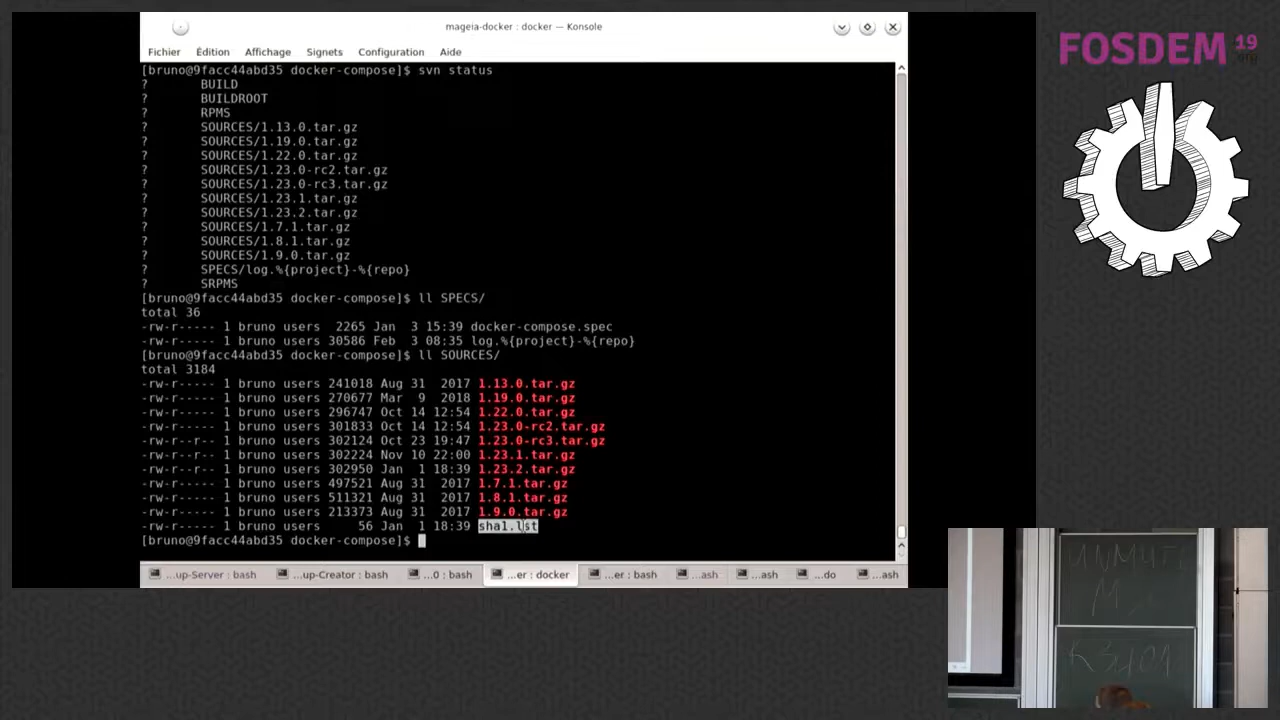 mageia-docker : docker — Konsole
Fichier Édition Affichage Signets Configuration Aide
[bruno@9facc44abd35 docker-compose]$ svn status
? BUILD
? BUILDROOT
? RPMS
? SOURCES/1.13.0.tar.gz
? SOURCES/1.19.0.tar.gz
? SOURCES/1.22.0.tar.gz
? SOURCES/1.23.0-rc2.tar.gz
? SOURCES/1.23.0-rc3.tar.gz
? SOURCES/1.23.1.tar.gz
? SOURCES/1.23.2.tar.gz
? SOURCES/1.7.1.tar.gz
? SOURCES/1.8.1.tar.gz
? SOURCES/1.9.0.tar.gz
? SPECS/log.%{project}-%{repo}
? SRPMS
[bruno@9facc44abd35 docker-compose]$ ll SPECS/
total 36
-rw-r----- 1 bruno users 2265 Jan 3 15:39 docker-compose.spec
-rw-r----- 1 bruno users 30586 Feb 3 08:35 log.%{project}-%{repo}
[bruno@9facc44abd35 docker-compose]$ ll SOURCES/
total 3184
-rw-r----- 1 bruno users 241018 Aug 31 2017 1.13.0.tar.gz
-rw-r----- 1 bruno users 270677 Mar 9 2018 1.19.0.tar.gz
-rw-r----- 1 bruno users 296747 Oct 14 12:54 1.22.0.tar.gz
-rw-r----- 1 bruno users 301833 Oct 14 12:54 1.23.0-rc2.tar.gz
-rw-r--r-- 1 bruno users 302124 Oct 23 19:47 1.23.0-rc3.tar.gz
-rw-r----- 1 bruno users 302224 Nov 10 22:00 1.23.1.tar.gz
-rw-r--r-- 1 bruno users 302950 Jan 1 18:39 1.23.2.tar.gz
-rw-r----- 1 bruno users 497521 Aug 31 2017 1.7.1.tar.gz
-rw-r----- 1 bruno users 511321 Aug 31 2017 1.8.1.tar.gz
-rw-r----- 1 bruno users 213373 Aug 31 2017 1.9.0.tar.gz
-rw-r----- 1 bruno users 56 Jan 1 18:39 sha1.lst
[bruno@9facc44abd35 docker-compose]$
...up-Server : bash ...up-Creator : bash ...0 : bash ...er : docker ...er : bash ...ash ...ash ...do ...ash
FOSDEM 19
.org